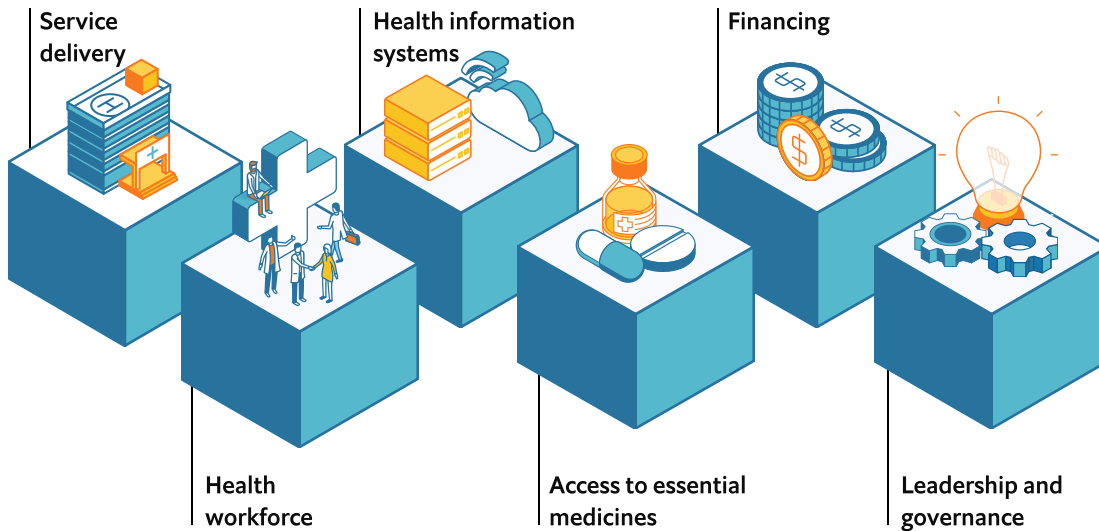 Service
delivery
Health information
systems
Financing
H
$
$
$
Health
workforce
Access to essential
medicines
Leadership and
governance